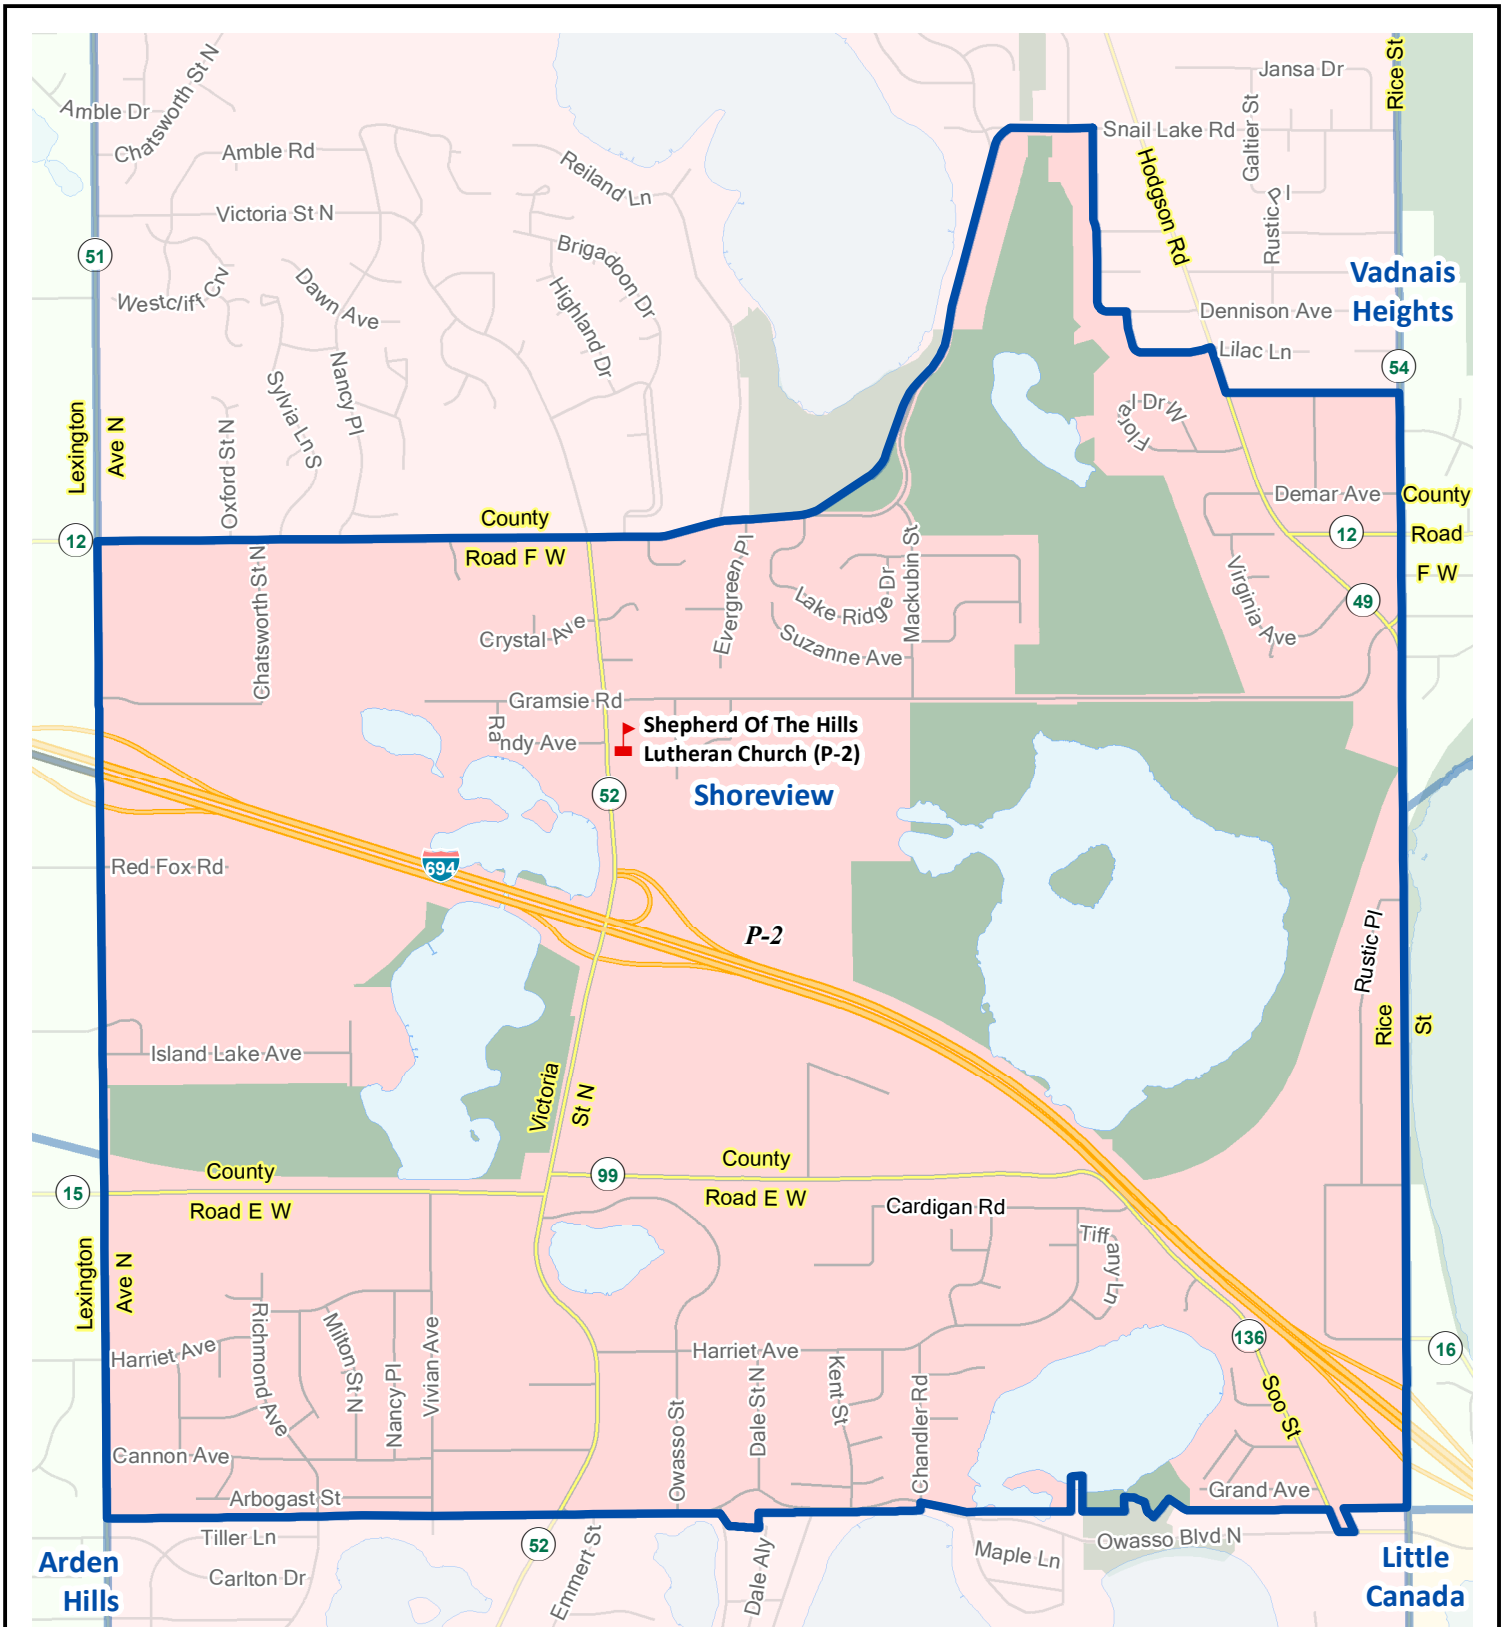 Jansa Dr
Rice St
Amble Dr
Chatsworth St N
Snail Lake Rd
Galtier St
Amble Rd
Reiland Ln
Hodgson Rd
Rustic Pl
Victoria St N
Brigadoon Dr
51
Vadnais
Heights
Westcliff Crv
Dawn Ave
Highland Dr
Dennison Ave
Lilac Ln
54
Nancy Pl
Sylvia Ln S
Floral Dr W
Lexington
Ave N
Oxford St N
Demar Ave
County
Road
F W
12
County
Road F W
12
Chatsworth St N
Evergreen Pl
Lake Ridge Dr
Mackubin St
Virginia Ave
49
Crystal Ave
Suzanne Ave
Gramsie Rd
Randy Ave
Shepherd Of The Hills
Lutheran Church (P-2)
52
Shoreview
694
Red Fox Rd
P-2
Rustic Pl
Rice
St
Island Lake Ave
Victoria
St N
15
County
Road E W
99
County
Road E W
Cardigan Rd
Tiffany Ln
Lexington
Ave N
136
16
Harriet Ave
Richmond Ave
Milton St N
Nancy Pl
Vivian Ave
Harriet Ave
Owasso St
Dale St N
Kent St
Chandler Rd
Soo St
Cannon Ave
Arbogast St
Grand Ave
Tiller Ln
52
Emmert St
Dale Aly
Maple Ln
Owasso Blvd N
Arden
Hills
Carlton Dr
Little
Canada